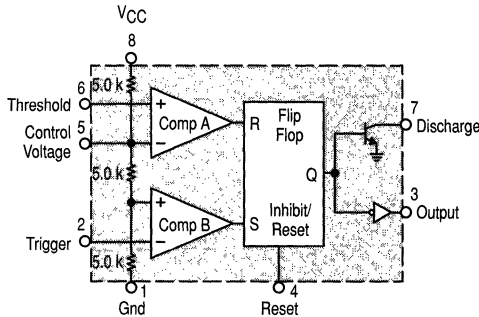 VCC
8
5.0 k
6
Threshold
+
Comp A
R
Flip
Flop
7
Discharge
Control
Voltage
5
–
5.0 k
Q
+
Comp B
S
Inhibit/
Reset
3
Output
2
Trigger
–
5.0 k
1
Gnd
4
Reset